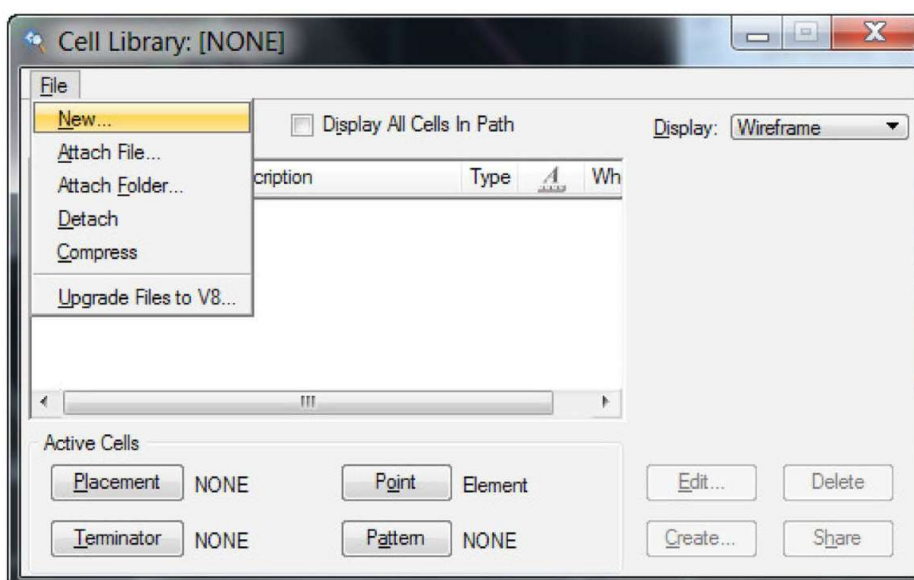 Cell Library: [NONE]
File
New...
Display All Cells In Path
Display: Wireframe
Attach File...
Attach Folder...
cription Type A Wh
Detach
Compress
Upgrade Files to V8...
Active Cells
Placement NONE Point Element Edit... Delete
Terminator NONE Pattern NONE Create... Share